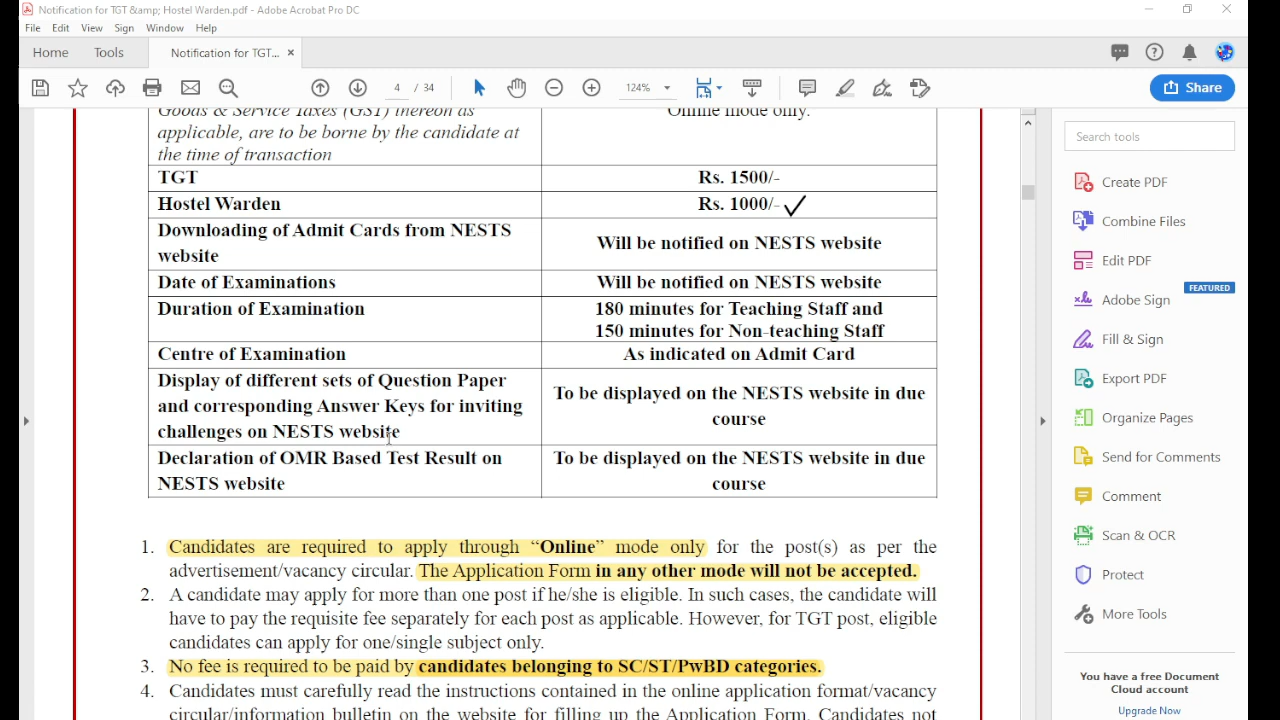 Notification for TGT &amp; Hostel Warden.pdf - Adobe Acrobat Pro DC
File Edit View Sign Window Help
Home Tools Notification for TGT... ×
4 / 34 124% Share
Goods & Service Taxes (GST) thereon as
applicable, are to be borne by the candidate at
the time of transaction
Online mode only.
TGT Rs. 1500/-
Hostel Warden Rs. 1000/-
Downloading of Admit Cards from NESTS
website
Will be notified on NESTS website
Date of Examinations Will be notified on NESTS website
Duration of Examination 180 minutes for Teaching Staff and
150 minutes for Non-teaching Staff
Centre of Examination As indicated on Admit Card
Display of different sets of Question Paper
and corresponding Answer Keys for inviting
challenges on NESTS website
To be displayed on the NESTS website in due
course
Declaration of OMR Based Test Result on
NESTS website
To be displayed on the NESTS website in due
course
1. Candidates are required to apply through “Online” mode only for the post(s) as per the
advertisement/vacancy circular. The Application Form in any other mode will not be accepted.
2. A candidate may apply for more than one post if he/she is eligible. In such cases, the candidate will
have to pay the requisite fee separately for each post as applicable. However, for TGT post, eligible
candidates can apply for one/single subject only.
3. No fee is required to be paid by candidates belonging to SC/ST/PwBD categories.
4. Candidates must carefully read the instructions contained in the online application format/vacancy
circular/information bulletin on the website for filling up the Application Form. Candidates not
Search tools
Create PDF
Combine Files
Edit PDF
FEATURED
Adobe Sign
Fill & Sign
Export PDF
Organize Pages
Send for Comments
Comment
Scan & OCR
Protect
More Tools
You have a free Document
Cloud account
Upgrade Now